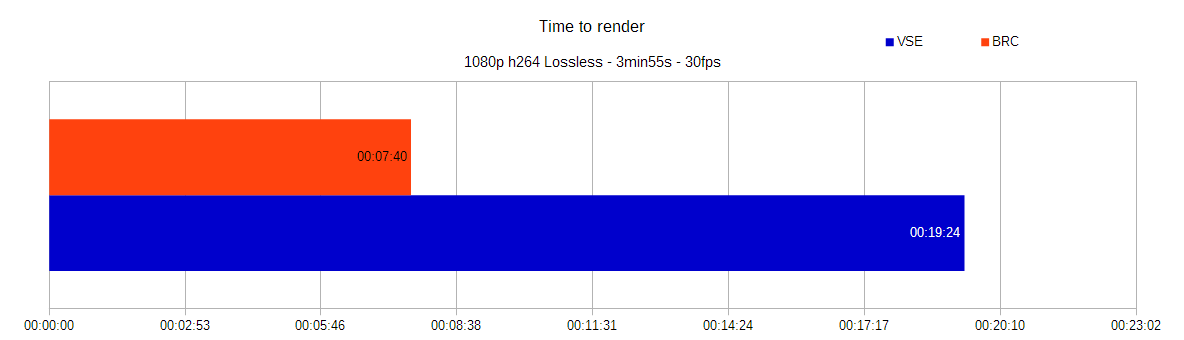 Time to render
VSE BRC
1080p h264 Lossless - 3min55s - 30fps
00:07:40
00:19:24
00:00:00 00:02:53 00:05:46 00:08:38 00:11:31 00:14:24 00:17:17 00:20:10 00:23:02